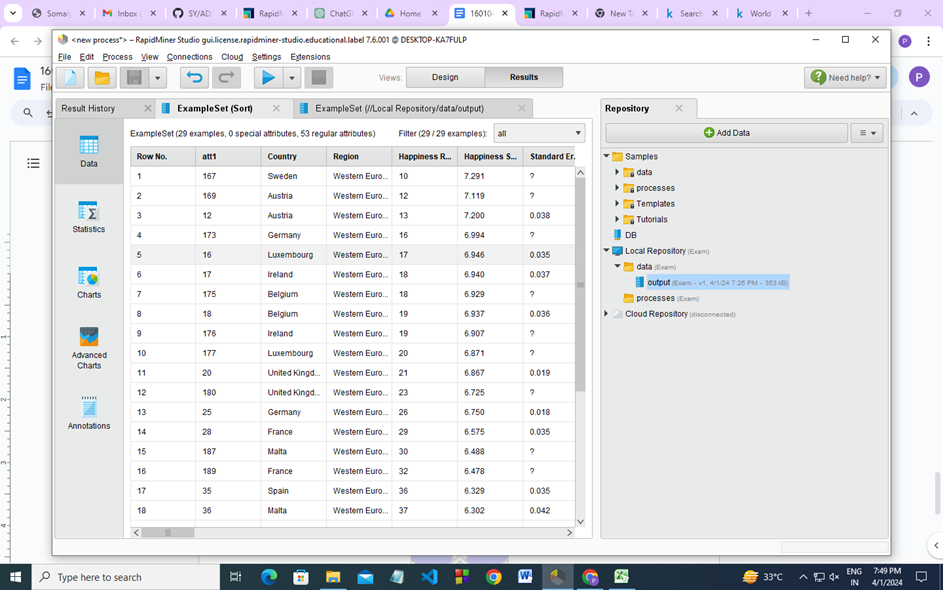 Somai
Inbox
SY/AD
RapidM
ChatG
Home
16010
RapidM
New T
Search
World
<new process*> – RapidMiner Studio gui.license.rapidminer-studio.educational.label 7.6.001 @ DESKTOP-KA7FULP
File Edit Process View Connections Cloud Settings Extensions
Views: Design Results
Need help?
P
16
File
P
Result History
ExampleSet (Sort)
ExampleSet (//Local Repository/data/output)
Data
Statistics
Charts
Advanced
Charts
Annotations
ExampleSet (29 examples, 0 special attributes, 53 regular attributes)
Filter (29 / 29 examples): all
Row No. att1 Country Region Happiness R... Happiness S... Standard Er.
1 167 Sweden Western Euro... 10 7.291 ?
2 169 Austria Western Euro... 12 7.119 ?
3 12 Austria Western Euro... 13 7.200 0.038
4 173 Germany Western Euro... 16 6.994 ?
5 16 Luxembourg Western Euro... 17 6.946 0.035
6 17 Ireland Western Euro... 18 6.940 0.037
7 175 Belgium Western Euro... 18 6.929 ?
8 18 Belgium Western Euro... 19 6.937 0.036
9 176 Ireland Western Euro... 19 6.907 ?
10 177 Luxembourg Western Euro... 20 6.871 ?
11 20 United Kingd... Western Euro... 21 6.867 0.019
12 180 United Kingd... Western Euro... 23 6.725 ?
13 25 Germany Western Euro... 26 6.750 0.018
14 28 France Western Euro... 29 6.575 0.035
15 187 Malta Western Euro... 30 6.488 ?
16 189 France Western Euro... 32 6.478 ?
17 35 Spain Western Euro... 36 6.329 0.035
18 36 Malta Western Euro... 37 6.302 0.042
Repository
Add Data
Samples
data
processes
Templates
Tutorials
DB
Local Repository (Exam)
data (Exam)
output (Exam – v1, 4/1/24 7:26 PM – 353 kB)
processes (Exam)
Cloud Repository (disconnected)
1
2
3
4
Type here to search
33°C
ENG
IN
7:49 PM
4/1/2024